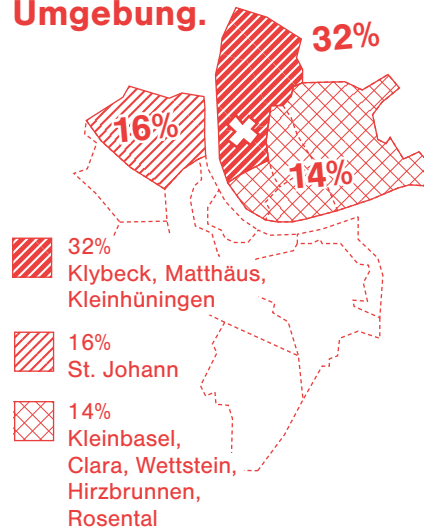 Umgebung.
32%
16%
14%
32%
Klybeck, Matthäus,
Kleinhüningen
16%
St. Johann
14%
Kleinbasel,
Clara, Wettstein,
Hirzbrunnen,
Rosental